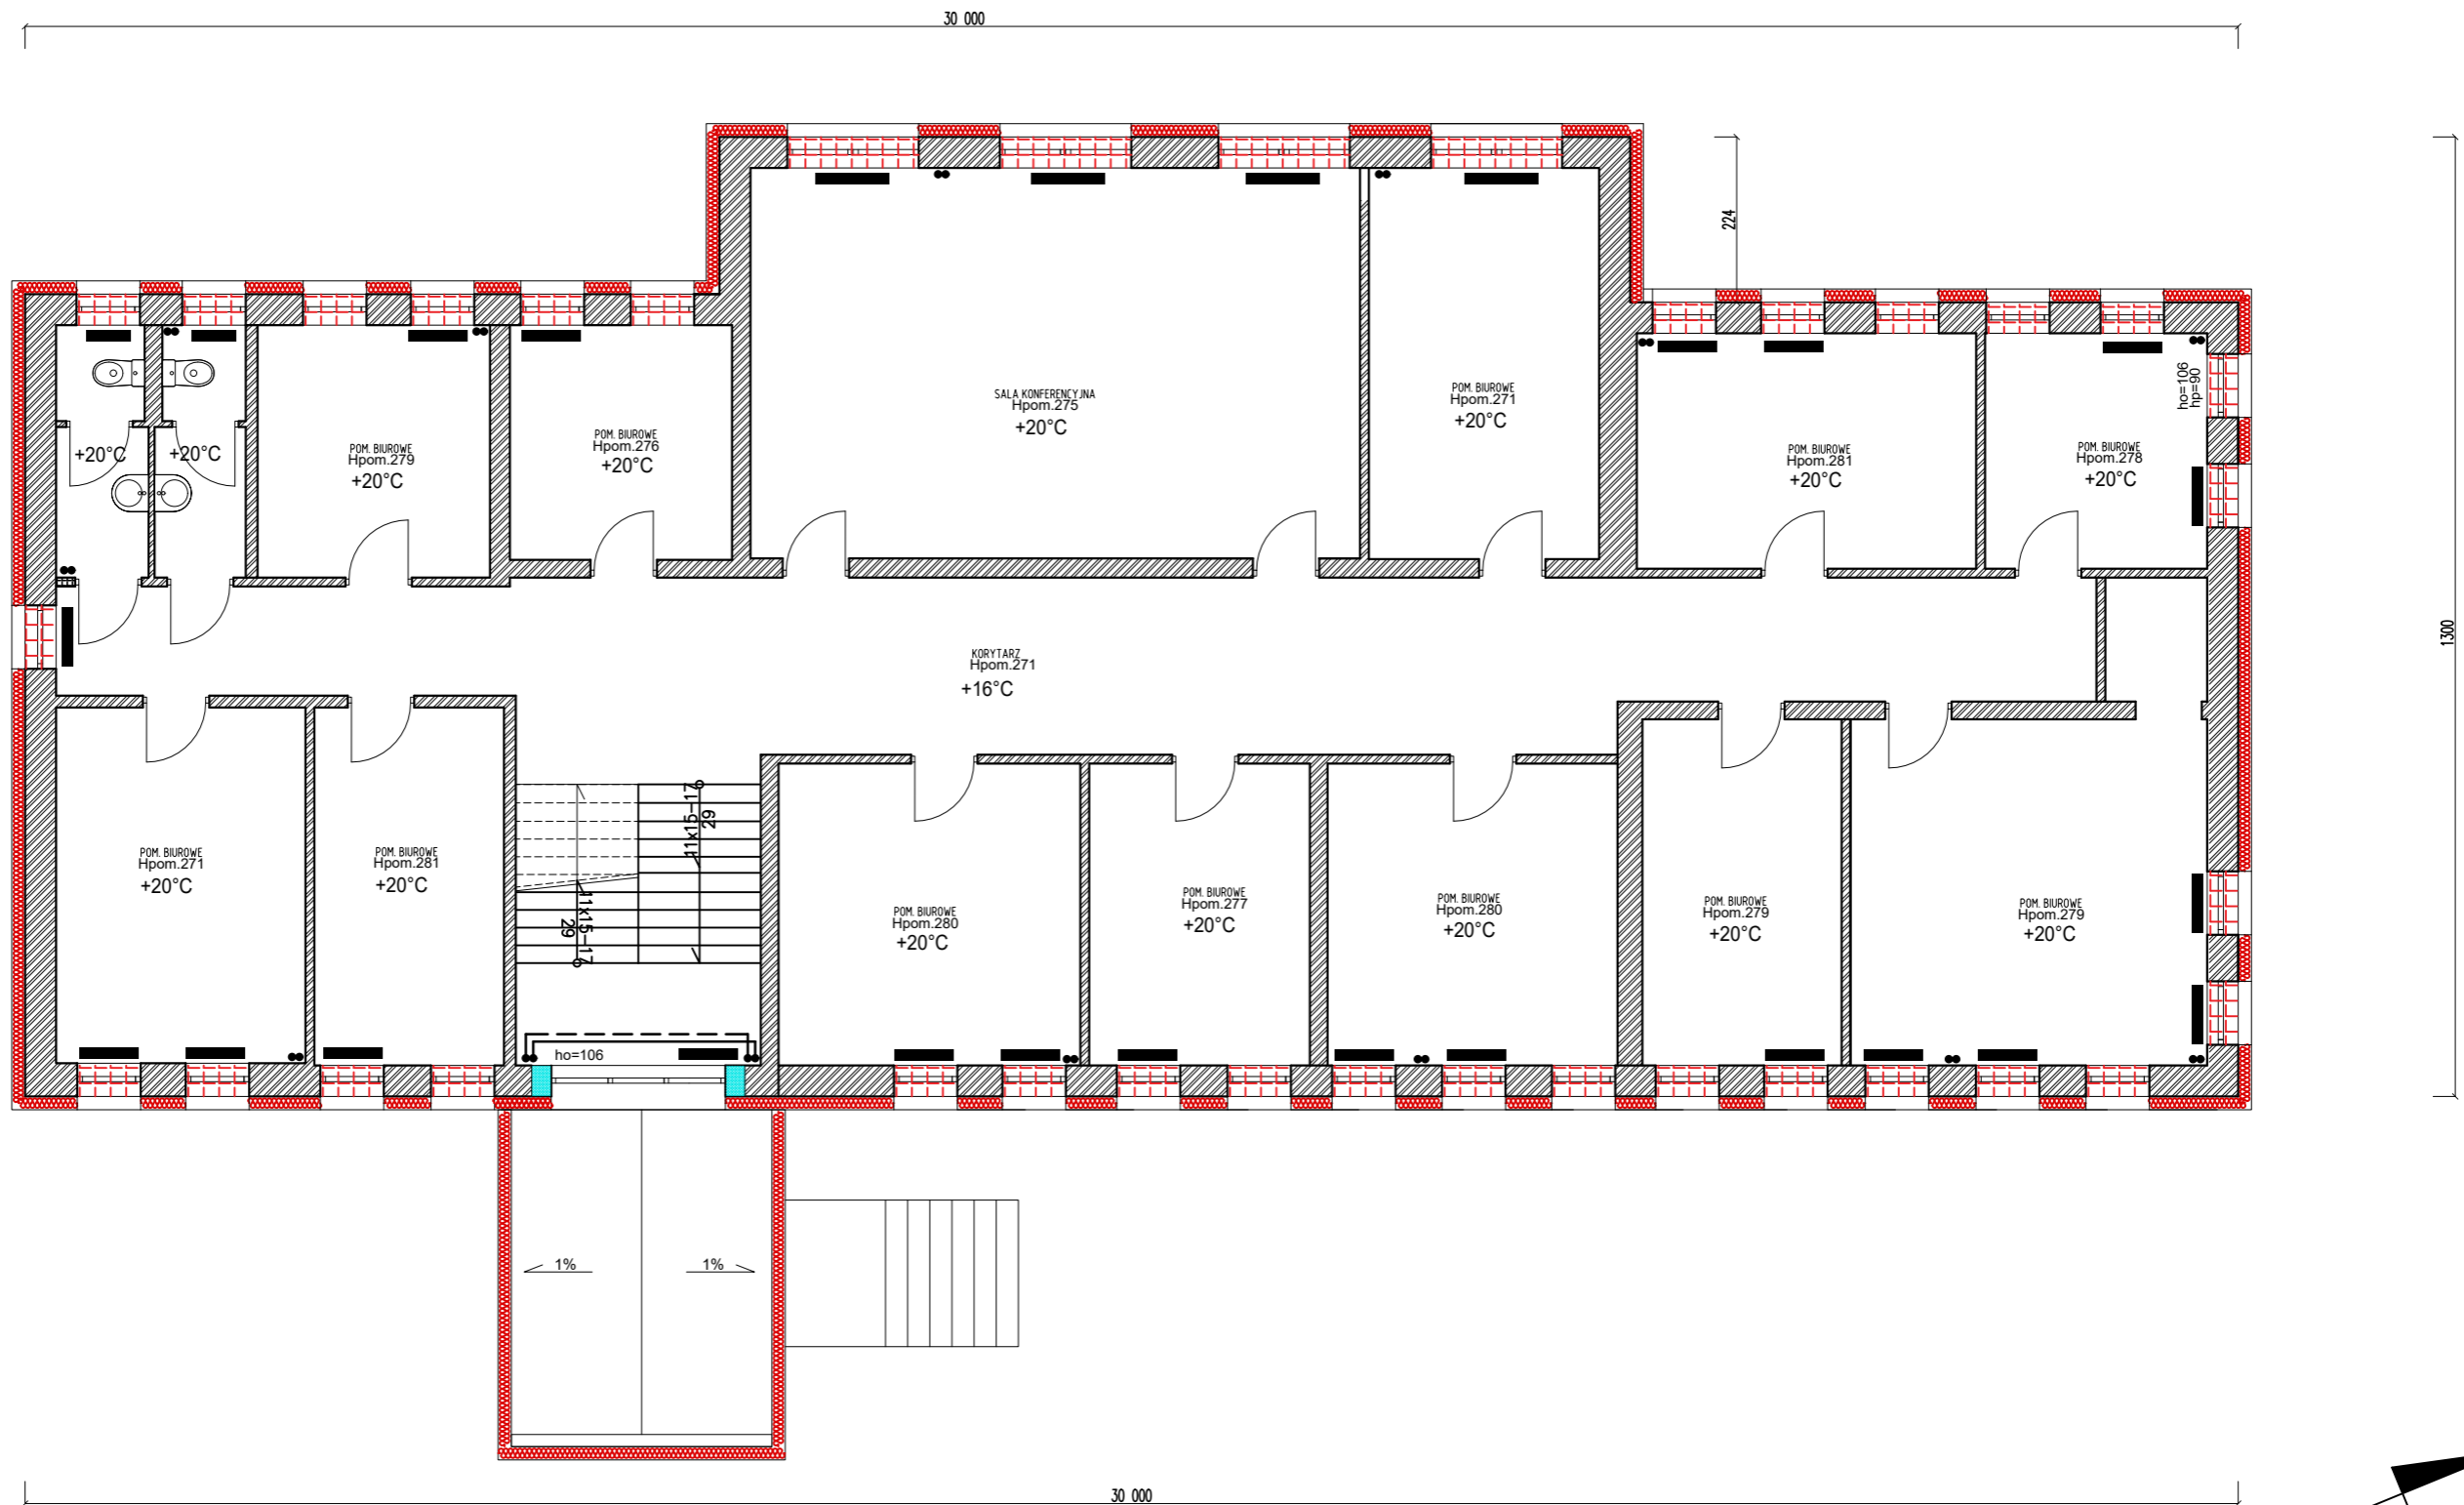 30 000
224
1300
ho=106
hp=90
SALA KONFERENCYJNA
Hpom.275
+20°C
POM. BIUROWE
Hpom.271
+20°C
POM. BIUROWE
Hpom.276
+20°C
POM. BIUROWE
Hpom.279
+20°C
+20°C
+20°C
POM. BIUROWE
Hpom.281
+20°C
POM. BIUROWE
Hpom.278
+20°C
KORYTARZ
Hpom.271
+16°C
POM. BIUROWE
Hpom.271
+20°C
POM. BIUROWE
Hpom.281
+20°C
11x15-17
29
11x15-17
29
ho=106
POM. BIUROWE
Hpom.280
+20°C
POM. BIUROWE
Hpom.277
+20°C
POM. BIUROWE
Hpom.280
+20°C
POM. BIUROWE
Hpom.279
+20°C
POM. BIUROWE
Hpom.279
+20°C
1%
1%
30 000